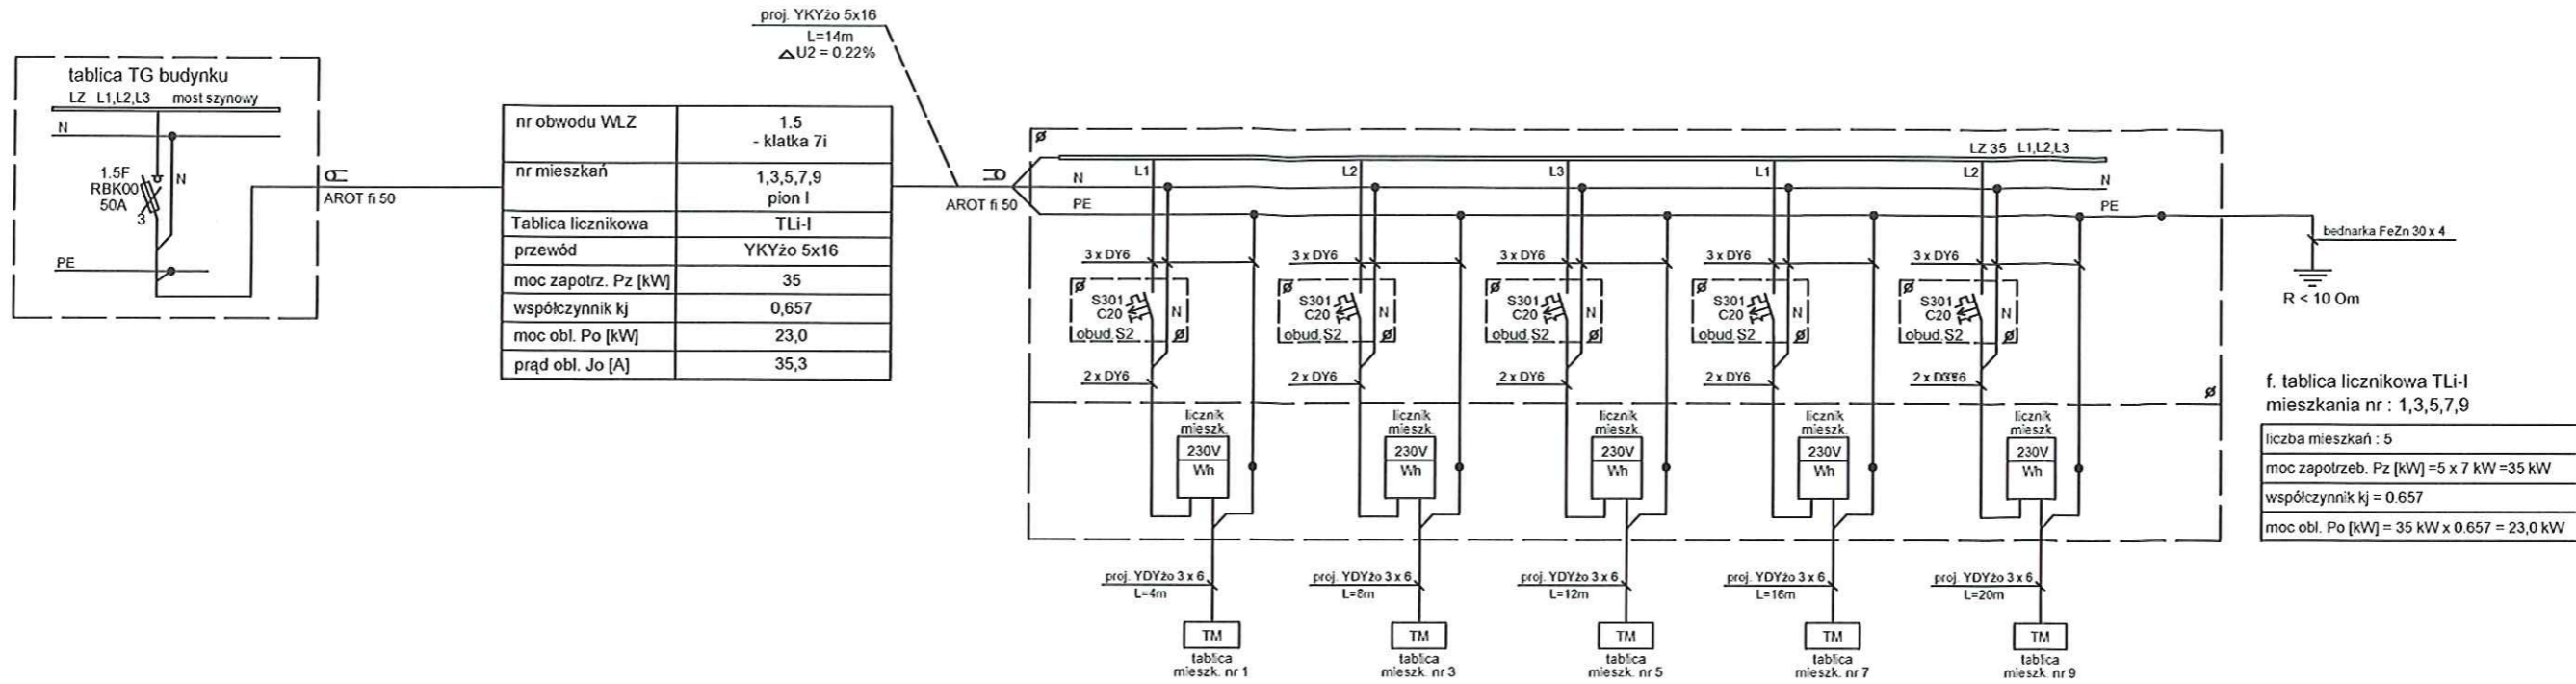 proj. YKYżo 5x16
L=14m
△U2 = 0.22%
tablica TG budynku
LZ L1,L2,L3 most szynowy
N
1.5F
RBK00
50A
3
N
PE
AROT fi 50
nr obwodu WLZ
1.5
- klatka 7i
nr mieszkań
1,3,5,7,9
pion I
Tablica licznikowa
TLi-I
przewód
YKYżo 5x16
moc zapotrz. Pz [kW]
35
współczynnik kj
0,657
moc obl. Po [kW]
23,0
prąd obl. Jo [A]
35,3
AROT fi 50
LZ 35 L1,L2,L3
L1
L2
L3
L1
L2
N
N
PE
PE
3 x DY6
3 x DY6
3 x DY6
3 x DY6
3 x DY6
S301
C20
N
obud.S2
S301
C20
N
obud.S2
S301
C20
N
obud.S2
S301
C20
N
obud.S2
S301
C20
N
obud.S2
2 x DY6
2 x DY6
2 x DY6
2 x DY6
2 x
licznik
mieszk.
230V
Wh
licznik
mieszk.
230V
Wh
licznik
mieszk.
230V
Wh
licznik
mieszk.
230V
Wh
licznik
mieszk.
230V
Wh
proj. YDYżo 3 x 6
L=4m
proj. YDYżo 3 x 6
L=8m
proj. YDYżo 3 x 6
L=12m
proj. YDYżo 3 x 6
L=16m
proj. YDYżo 3 x 6
L=20m
TM
tablica
mieszk. nr 1
TM
tablica
mieszk. nr 3
TM
tablica
mieszk. nr 5
TM
tablica
mieszk. nr 7
TM
tablica
mieszk. nr 9
bednarka FeZn 30 x 4
R < 10 Om
f. tablica licznikowa TLi-I
mieszkania nr : 1,3,5,7,9
liczba mieszkań : 5
moc zapotrzeb. Pz [kW] =5 x 7 kW =35 kW
współczynnik kj = 0.657
moc obl. Po [kW] = 35 kW x 0.657 = 23,0 kW